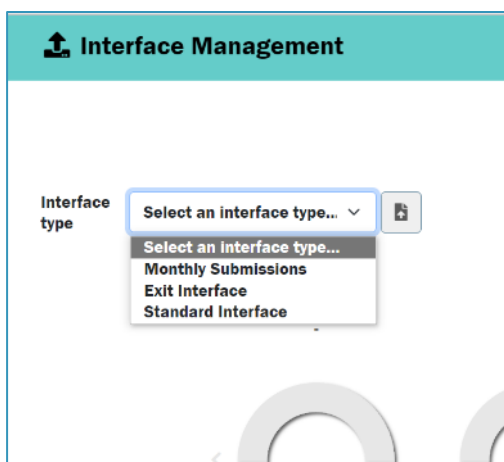 Interface Management
Interface
type
Select an interface type...
Select an interface type...
Monthly Submissions
Exit Interface
Standard Interface